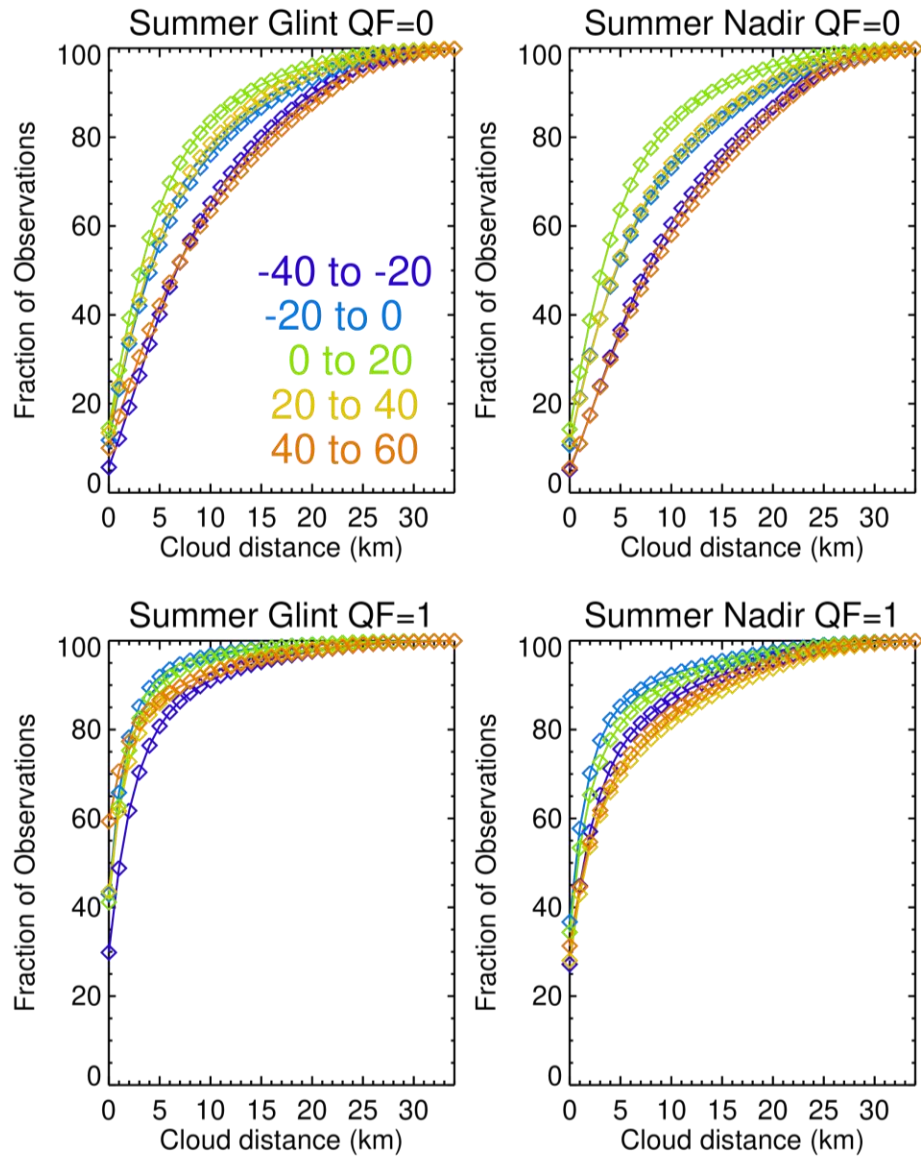 Summer Glint QF=0
Fraction of Observations
100
80
60
40
20
0
-40 to -20
-20 to 0
0 to 20
20 to 40
40 to 60
0 5 10 15 20 25 30
Cloud distance (km)
Summer Nadir QF=0
Fraction of Observations
100
80
60
40
20
0
0 5 10 15 20 25 30
Cloud distance (km)
Summer Glint QF=1
Fraction of Observations
100
80
60
40
20
0
0 5 10 15 20 25 30
Cloud distance (km)
Summer Nadir QF=1
Fraction of Observations
100
80
60
40
20
0
0 5 10 15 20 25 30
Cloud distance (km)